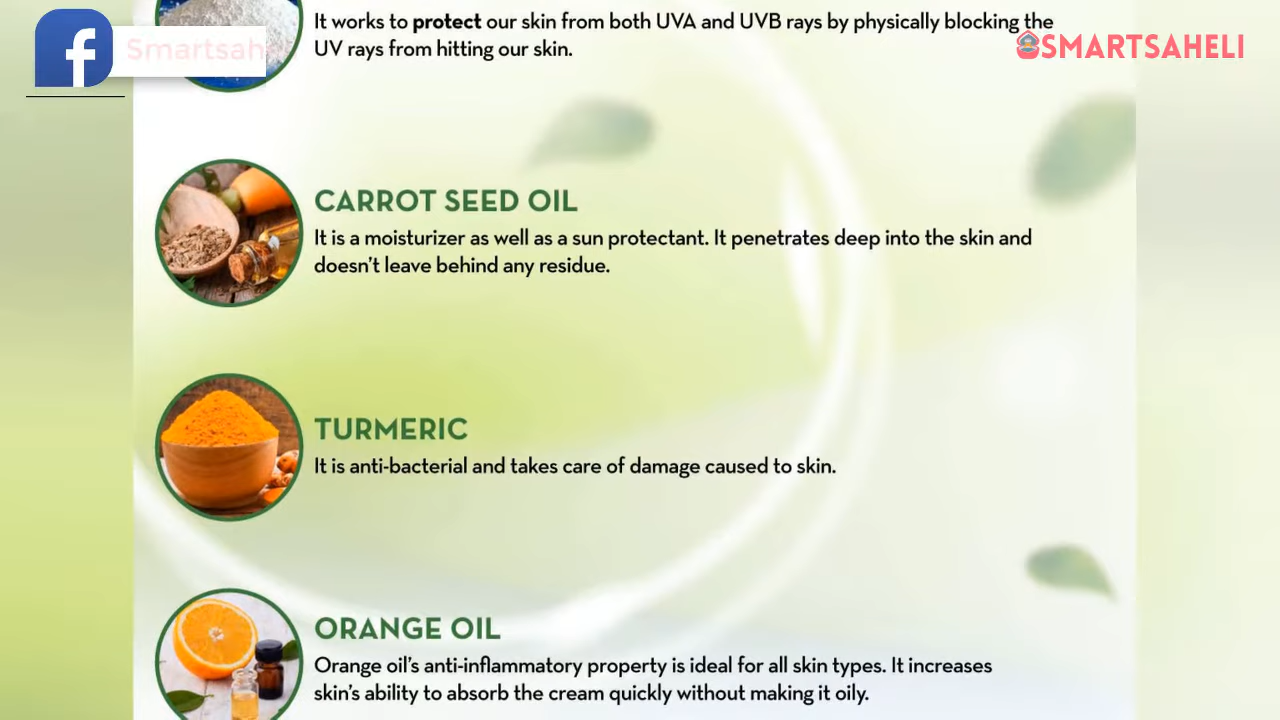 It works to protect our skin from both UVA and UVB rays by physically blocking the
UV rays from hitting our skin.
f Smartsaheli
SMARTSAHELI
CARROT SEED OIL
It is a moisturizer as well as a sun protectant. It penetrates deep into the skin and
doesn't leave behind any residue.
TURMERIC
It is anti-bacterial and takes care of damage caused to skin.
ORANGE OIL
Orange oil's anti-inflammatory property is ideal for all skin types. It increases
skin's ability to absorb the cream quickly without making it oily.